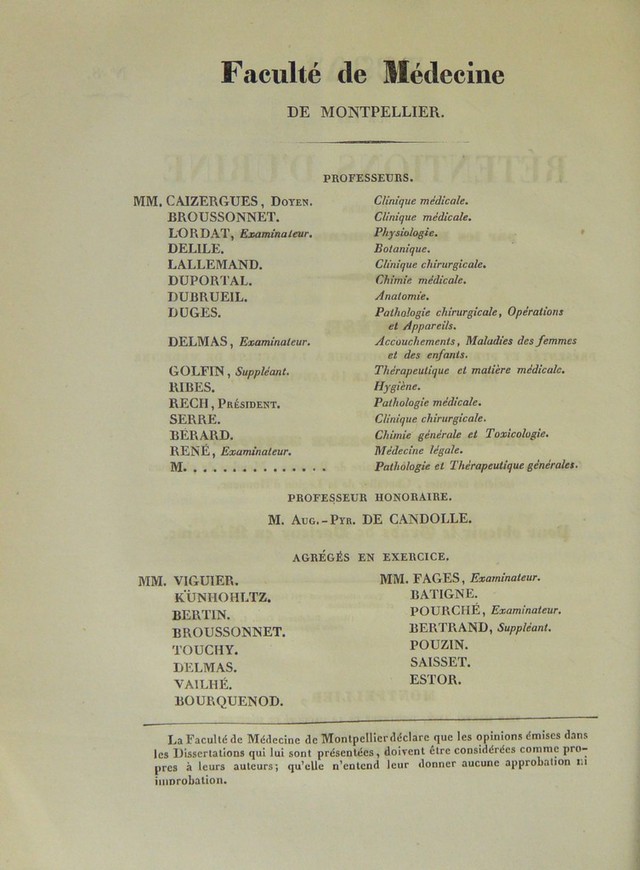 Faculté de Médecine
DE MONTPELLIER.
PROFESSEURS.
MM. CAIZERGUES, DOYEN. Clinique médicale.
BROUSSONNET. Clinique médicale.
LORDAT, Examinateur. Physiologie.
DELILE. Botanique.
LALLEMAND. Clinique chirurgicale.
DUPORTAL. Chimie médicale.
DUBRUEIL. Anatomie.
DUGES. Pathologie chirurgicale, Opérations
et Appareils.
DELMAS, Examinateur. Accouchements, Maladies des femmes
et des enfants.
GOLFIN, Suppléant. Thérapeutique et matière médicale.
RIBES. Hygiène.
RECH, PRÉSIDENT. Pathologie médicale.
SERRE. Clinique chirurgicale.
BÉRARD. Chimie générale et Toxicologie.
RENÉ, Examinateur. Médecine légale.
M. . . . . . . . . . . . . . . Pathologie et Thérapeutique générales.
PROFESSEUR HONORAIRE.
M. AUG.-PYR. DE CANDOLLE.
AGRÉGÉS EN EXERCICE.
MM. VIGUIER.
KÜNHOHLTZ.
BERTIN.
BROUSSONNET.
TOUCHY.
DELMAS.
VAILHÉ.
BOURQUENOD.
MM. FAGES, Examinateur.
BATIGNE.
POURCHÉ, Examinateur.
BERTRAND, Suppléant.
POUZIN.
SAISSET.
ESTOR.
La Faculté de Médecine de Montpellier déclare que les opinions émises dans
les Dissertations qui lui sont présentées, doivent être considérées comme pro-
pres à leurs auteurs; qu'elle n'entend leur donner aucune approbation ni
improbation.